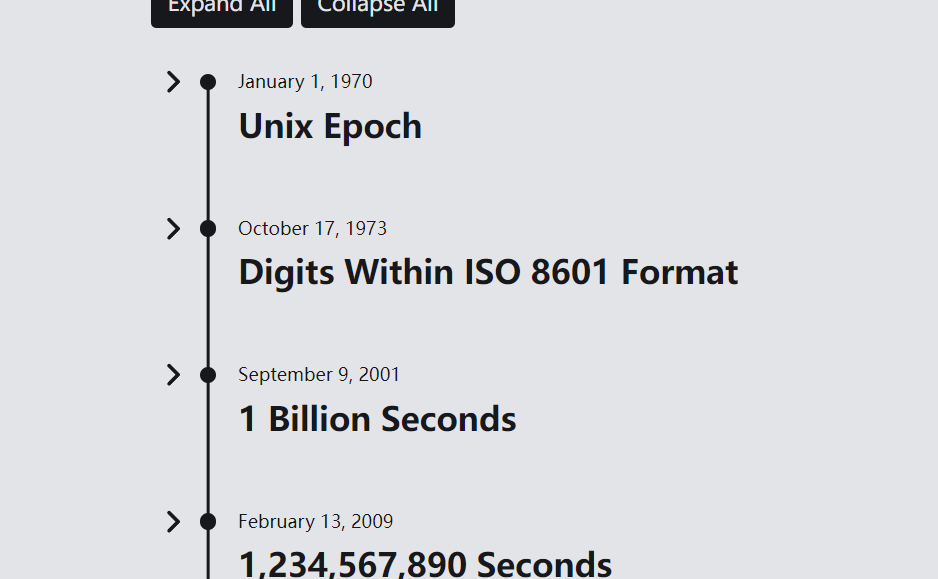 Expand All Collapse All
January 1, 1970
Unix Epoch
October 17, 1973
Digits Within ISO 8601 Format
September 9, 2001
1 Billion Seconds
February 13, 2009
1,234,567,890 Seconds